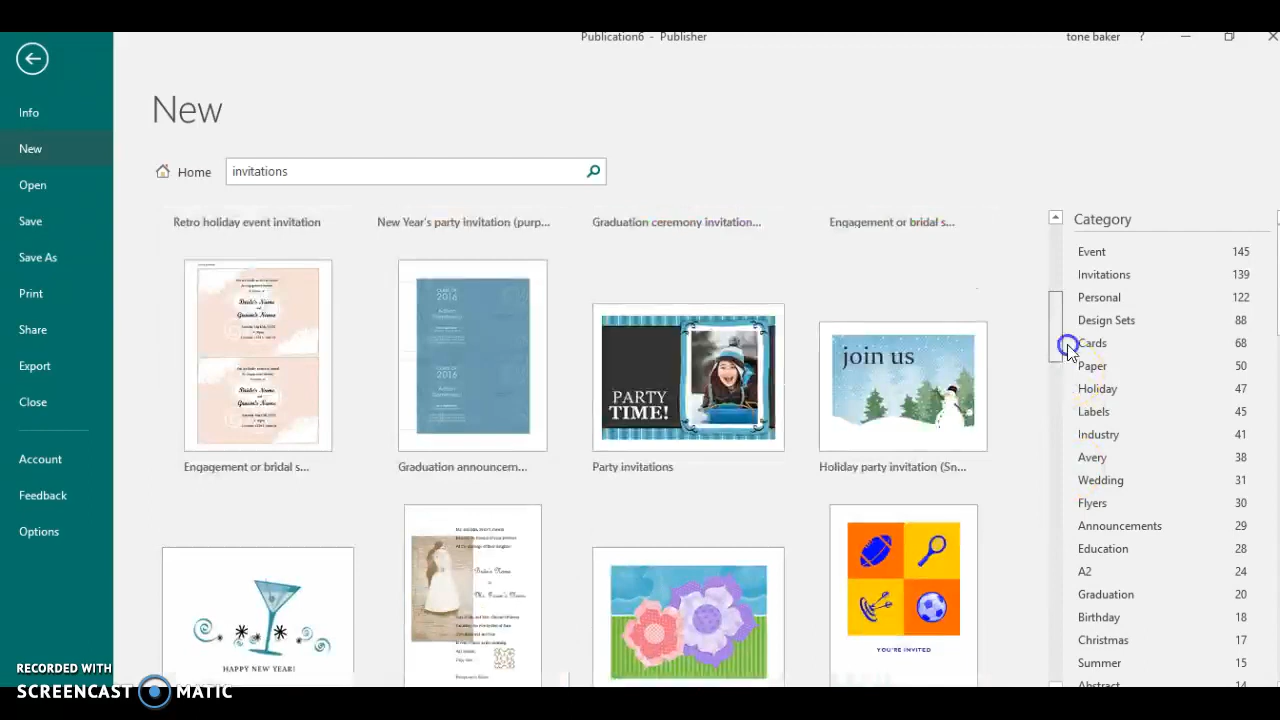 Publication6 - Publisher
tone baker
?
Info
New
Open
Save
Save As
Print
Share
Export
Close
Account
Feedback
Options
New
Home
invitations
Retro holiday event invitation
New Year's party invitation (purp...
Graduation ceremony invitation...
Engagement or bridal s...
CLASS OF
2016
PARTY
TIME!
join us
Engagement or bridal s...
Graduation announcem...
Party invitations
Holiday party invitation (Sn...
HAPPY NEW YEAR!
YOU'RE INVITED
Category
Event 145
Invitations 139
Personal 122
Design Sets 88
Cards 68
Paper 50
Holiday 47
Labels 45
Industry 41
Avery 38
Wedding 31
Flyers 30
Announcements 29
Education 28
A2 24
Graduation 20
Birthday 18
Christmas 17
Summer 15
Abstract 14
RECORDED WITH
SCREENCAST MATIC